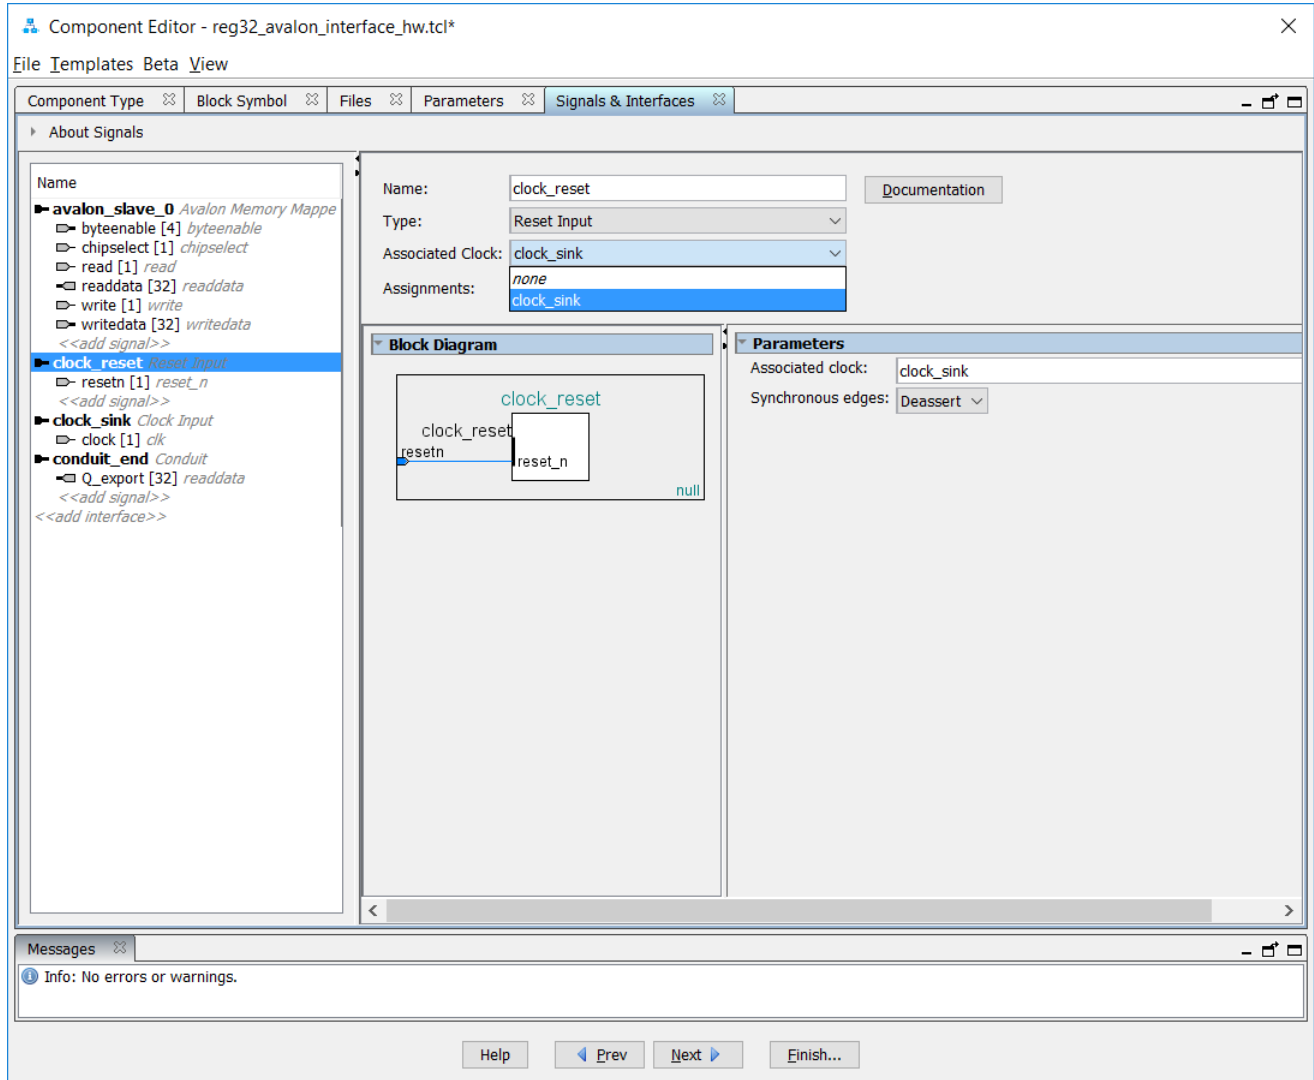 Component Editor - reg32_avalon_interface_hw.tcl*
File Templates Beta View
Component Type Block Symbol Files Parameters Signals & Interfaces
About Signals
Name
avalon_slave_0 Avalon Memory Mappe
byteenable [4] byteenable
chipselect [1] chipselect
read [1] read
readdata [32] readdata
write [1] write
writedata [32] writedata
<<add signal>>
clock_reset Reset Input
resetn [1] reset_n
<<add signal>>
clock_sink Clock Input
clock [1] clk
conduit_end Conduit
Q_export [32] readdata
<<add signal>>
<<add interface>>
Name: clock_reset Documentation
Type: Reset Input
Associated Clock: clock_sink
none
Assignments:
clock_sink
Block Diagram
clock_reset
clock_reset
resetn
reset_n
null
Parameters
Associated clock: clock_sink
Synchronous edges: Deassert
Messages
Info: No errors or warnings.
Help Prev Next Finish...